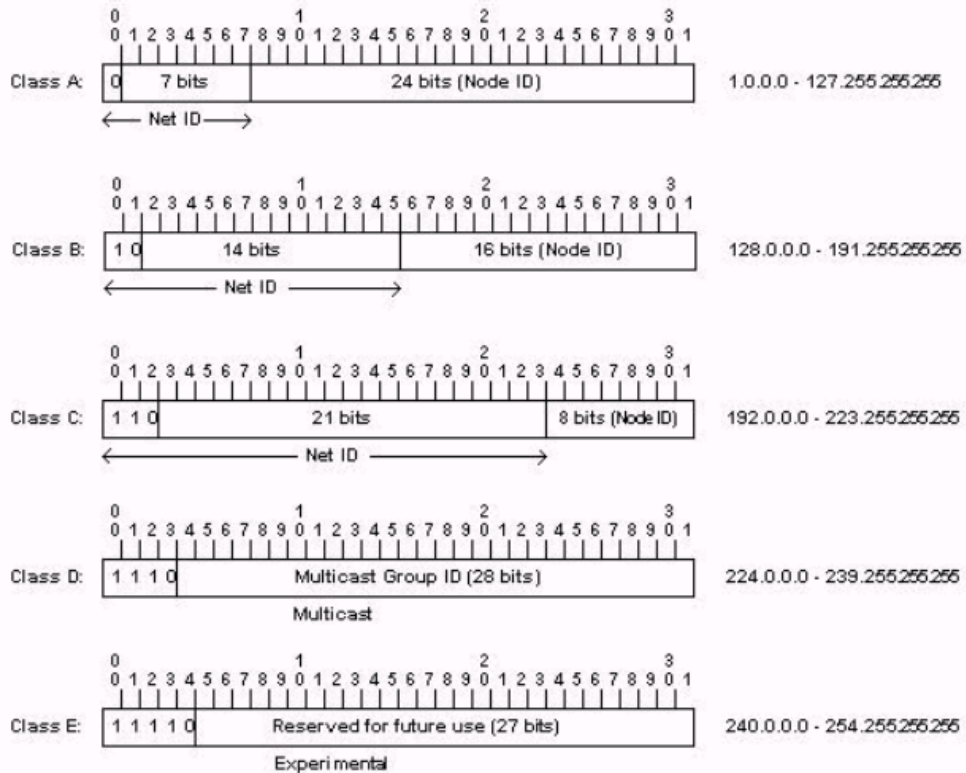 0 1 2 3
0 1 2 3 4 5 6 7 8 9 0 1 2 3 4 5 6 7 8 9 0 1 2 3 4 5 6 7 8 9 0 1
Class A: 0 7 bits 24 bits (Node ID) 1.0.0.0 - 127.255.255.255
Net ID
0 1 2 3
0 1 2 3 4 5 6 7 8 9 0 1 2 3 4 5 6 7 8 9 0 1 2 3 4 5 6 7 8 9 0 1
Class B: 1 0 14 bits 16 bits (Node ID) 128.0.0.0 - 191.255.255.255
Net ID
0 1 2 3
0 1 2 3 4 5 6 7 8 9 0 1 2 3 4 5 6 7 8 9 0 1 2 3 4 5 6 7 8 9 0 1
Class C: 1 1 0 21 bits 8 bits (Node ID) 192.0.0.0 - 223.255.255.255
Net ID
0 1 2 3
0 1 2 3 4 5 6 7 8 9 0 1 2 3 4 5 6 7 8 9 0 1 2 3 4 5 6 7 8 9 0 1
Class D: 1 1 1 0 Multicast Group ID (28 bits) 224.0.0.0 - 239.255.255.255
Multicast
0 1 2 3
0 1 2 3 4 5 6 7 8 9 0 1 2 3 4 5 6 7 8 9 0 1 2 3 4 5 6 7 8 9 0 1
Class E: 1 1 1 1 0 Reserved for future use (27 bits) 240.0.0.0 - 254.255.255.255
Experimental